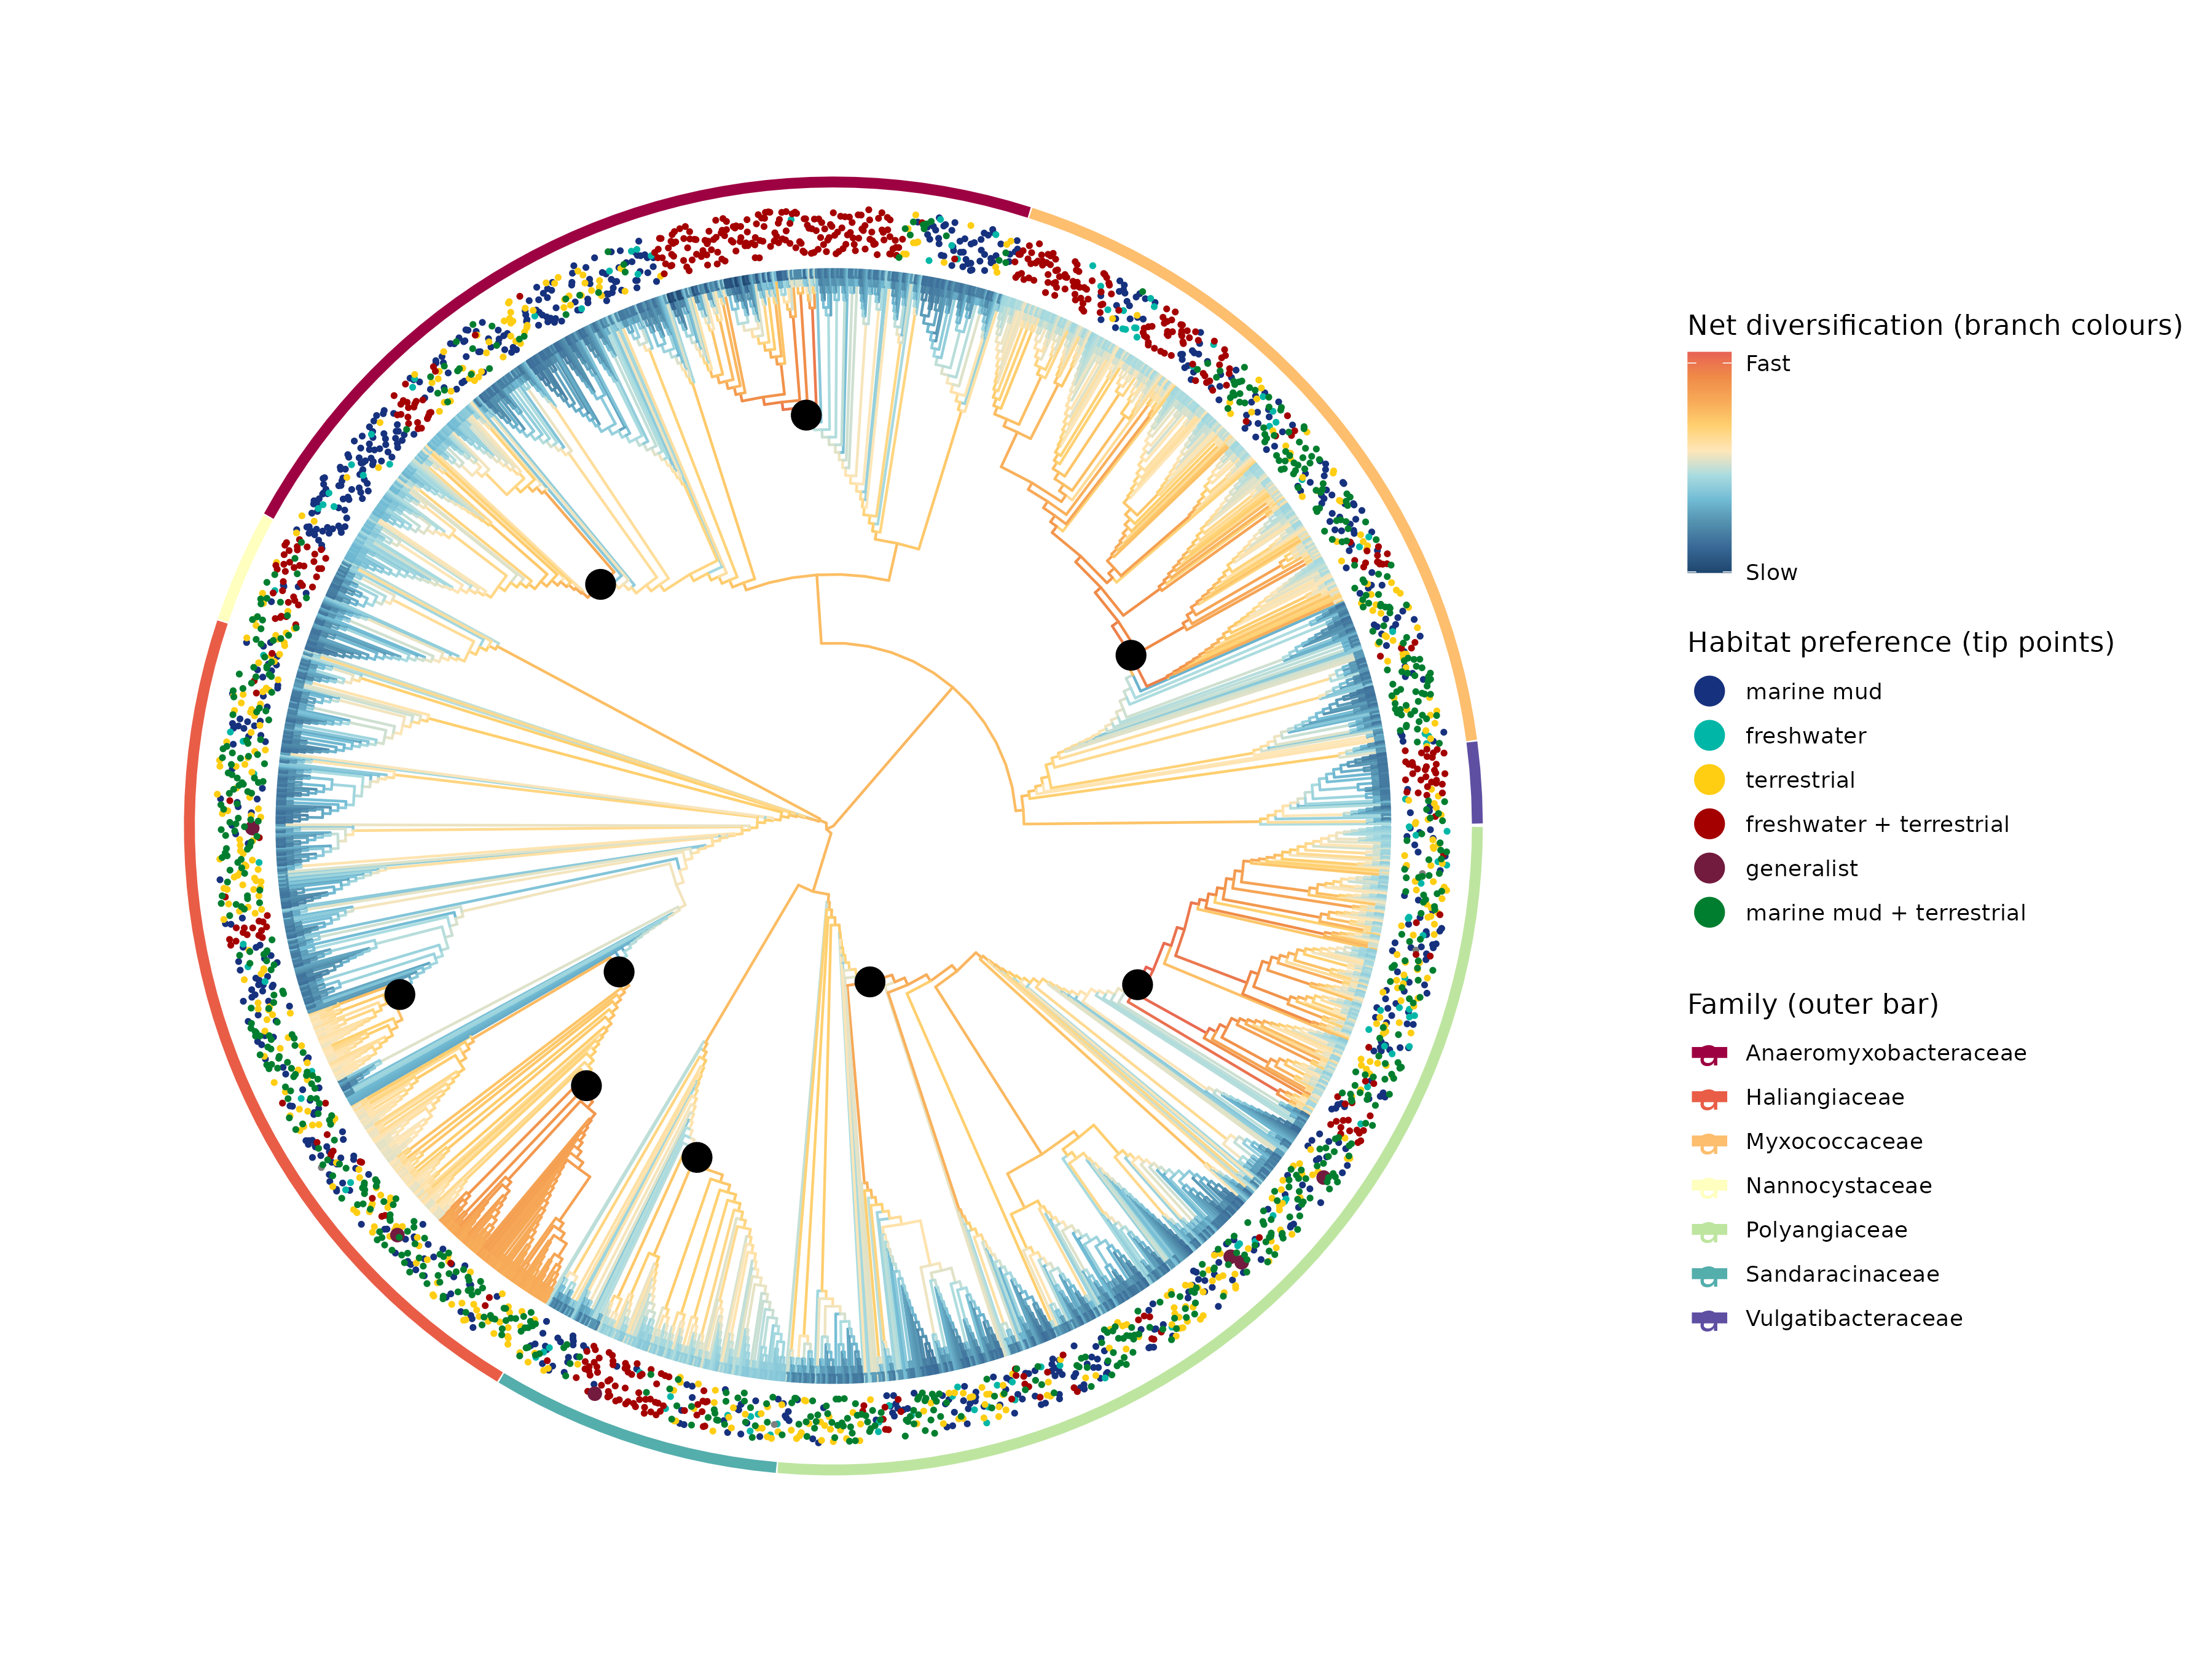 Net diversification (branch colours)
Fast
Slow
Habitat preference (tip points)
marine mud
freshwater
terrestrial
freshwater + terrestrial
generalist
marine mud + terrestrial
Family (outer bar)
a Anaeromyxobacteraceae
a Haliangiaceae
a Myxococcaceae
a Nannocystaceae
a Polyangiaceae
a Sandaracinaceae
a Vulgatibacteraceae